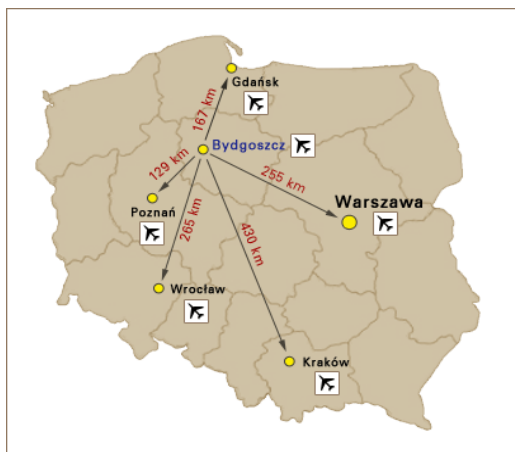 Gdańsk
167 km
Bydgoszcz
129 km
255 km
Poznań
265 km
430 km
Warszawa
Wrocław
Kraków